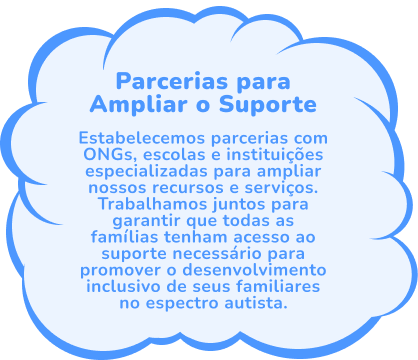 Parcerias para
Ampliar o Suporte
Estabelecemos parcerias com
ONGs, escolas e instituições
especializadas para ampliar
nossos recursos e serviços.
Trabalhamos juntos para
garantir que todas as
famílias tenham acesso ao
suporte necessário para
promover o desenvolvimento
inclusivo de seus familiares
no espectro autista.